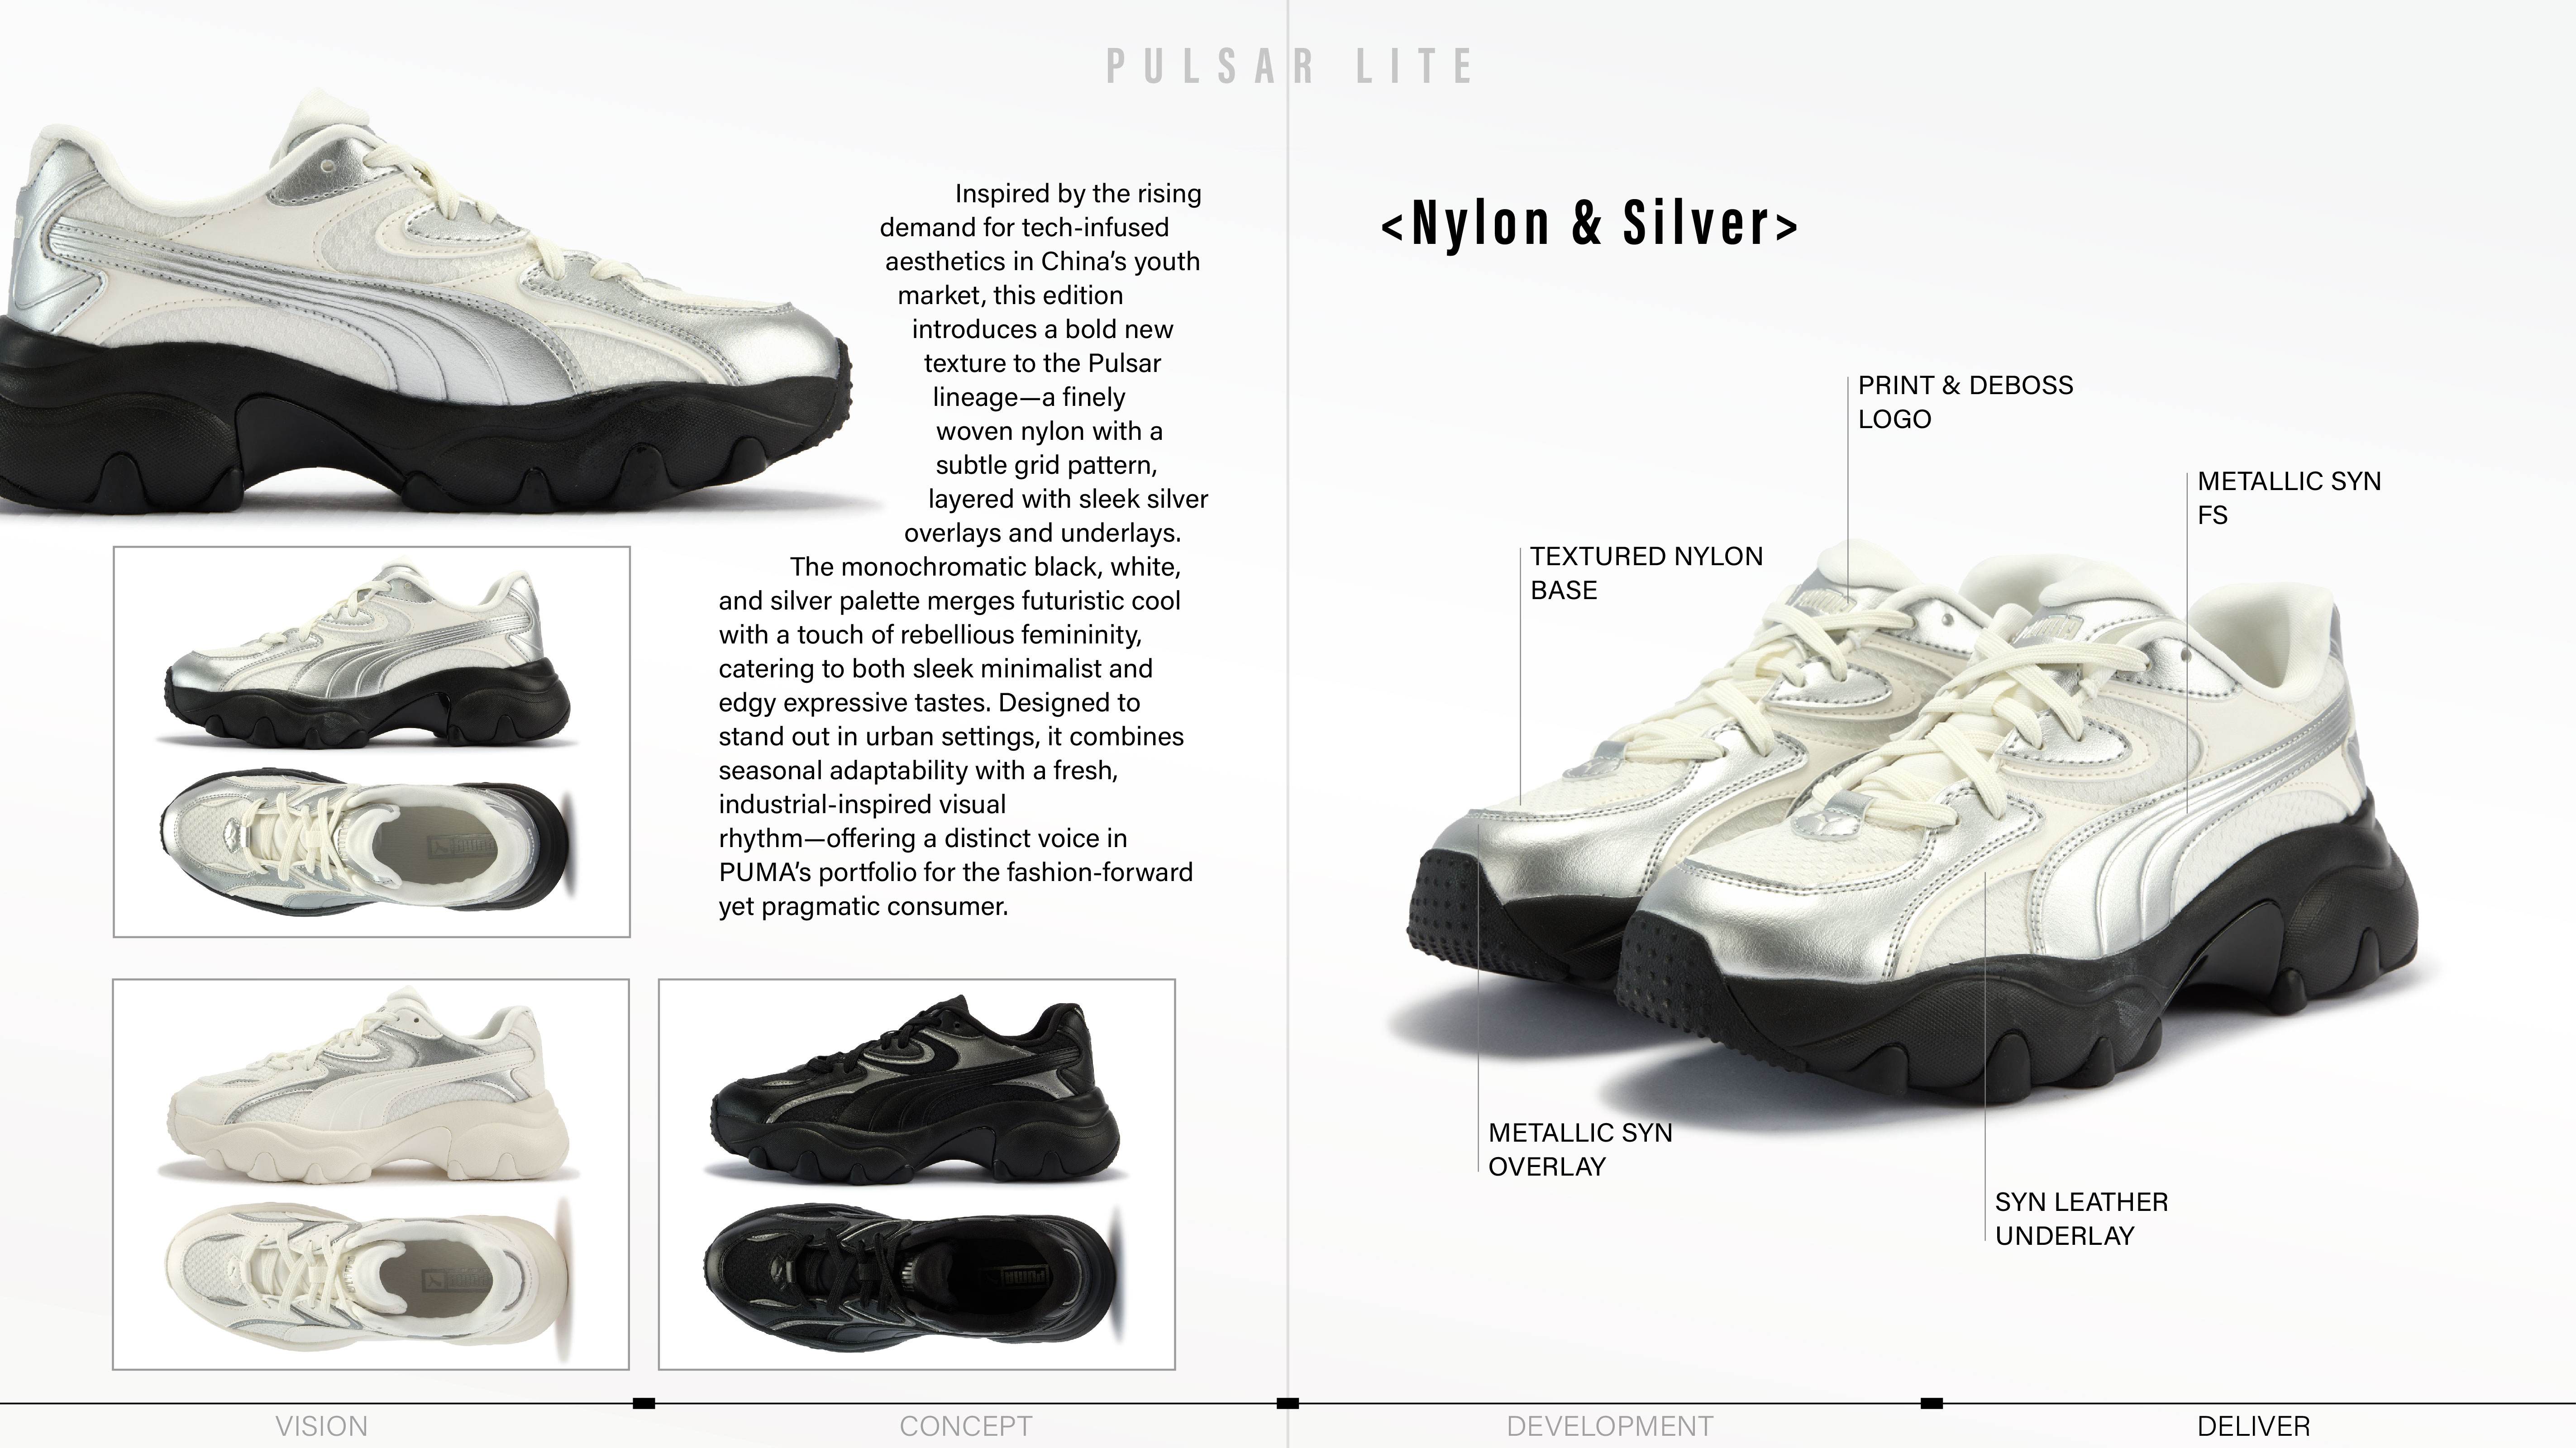 PULSAR LITE
Inspired by the rising
demand for tech-infused
aesthetics in China’s youth
market, this edition
introduces a bold new
texture to the Pulsar
lineage—a finely
woven nylon with a
subtle grid pattern,
layered with sleek silver
overlays and underlays.
The monochromatic black, white,
and silver palette merges futuristic cool
with a touch of rebellious femininity,
catering to both sleek minimalist and
edgy expressive tastes. Designed to
stand out in urban settings, it combines
seasonal adaptability with a fresh,
industrial-inspired visual
rhythm—offering a distinct voice in
PUMA’s portfolio for the fashion-forward
yet pragmatic consumer.
<Nylon & Silver>
PRINT & DEBOSS
LOGO
METALLIC SYN
FS
TEXTURED NYLON
BASE
METALLIC SYN
OVERLAY
SYN LEATHER
UNDERLAY
PUMA
VISION
CONCEPT
DEVELOPMENT
DELIVER